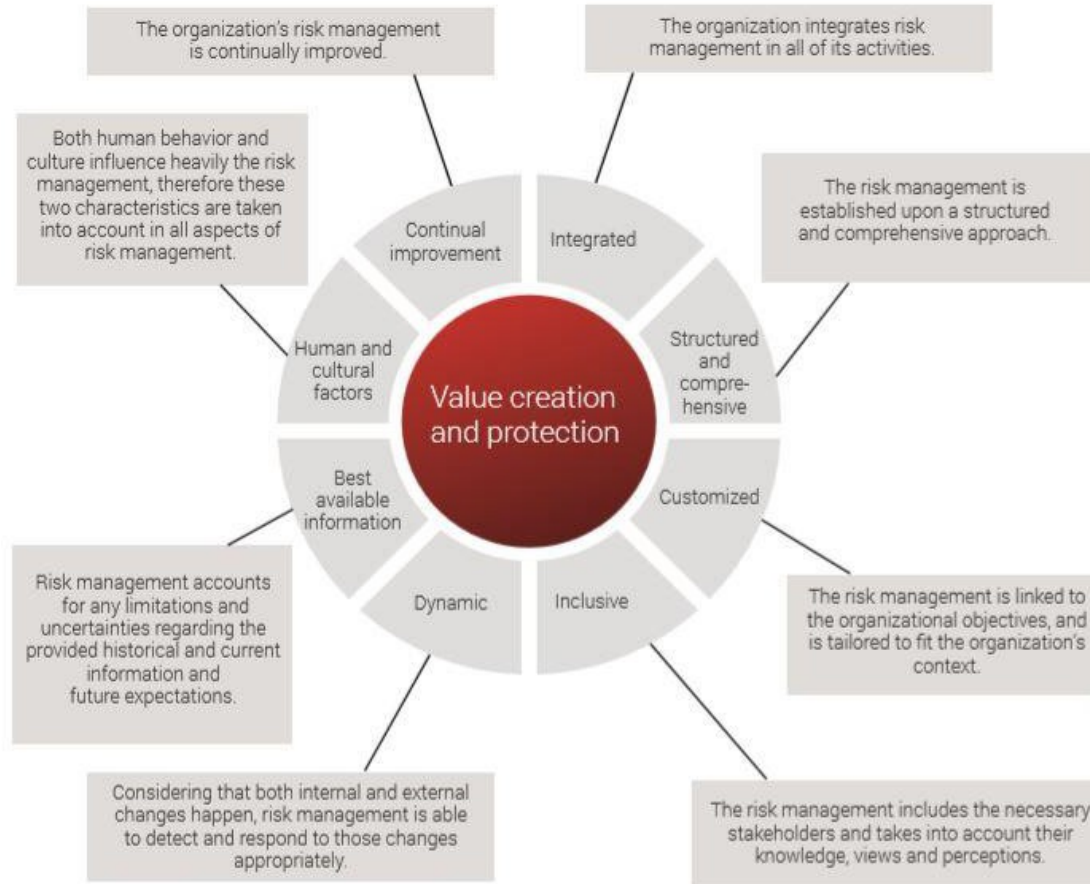 The organization's risk management
is continually improved.
The organization integrates risk
management in all of its activities.
Both human behavior and
culture influence heavily the risk
management, therefore these
two characteristics are taken
into account in all aspects of
risk management.
The risk management is
established upon a structured
and comprehensive approach.
Continual
improvement
Integrated
Human and
cultural
factors
Structured
and
compre-
hensive
Value creation
and protection
Best
available
information
Customized
Dynamic
Inclusive
Risk management accounts
for any limitations and
uncertainties regarding the
provided historical and current
information and
future expectations.
The risk management is linked to
the organizational objectives, and
is tailored to fit the organization's
context.
Considering that both internal and external
changes happen, risk management is able
to detect and respond to those changes
appropriately.
The risk management includes the necessary
stakeholders and takes into account their
knowledge, views and perceptions.